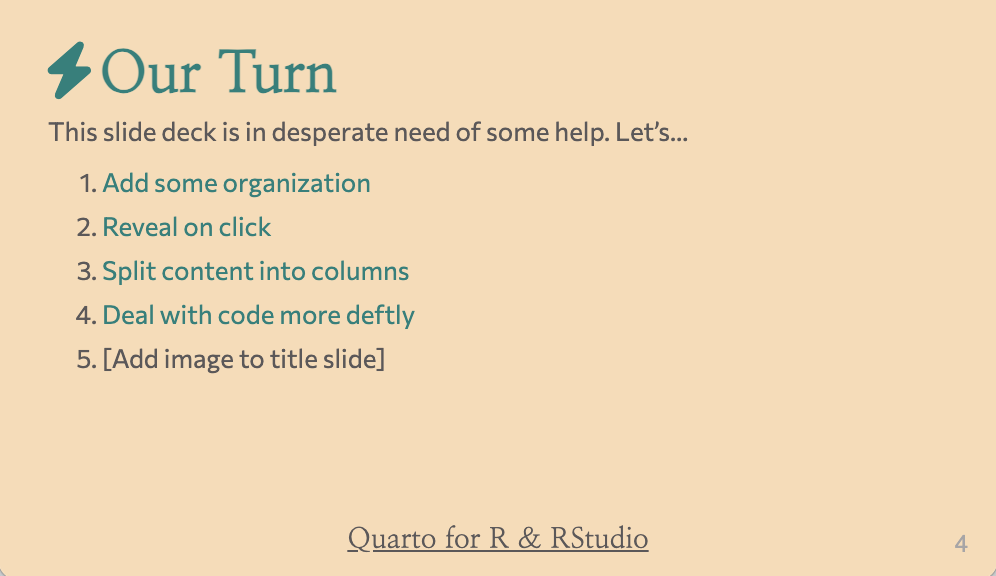 Our Turn
This slide deck is in desperate need of some help. Let’s…
1. Add some organization
2. Reveal on click
3. Split content into columns
4. Deal with code more deftly
5. [Add image to title slide]
Quarto for R & RStudio
4